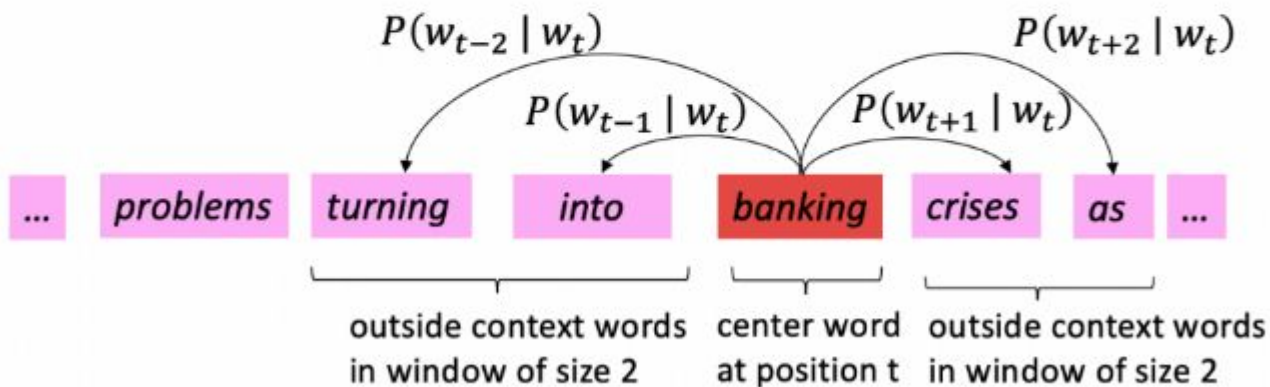 P(w_{t−2} | w_t)
P(w_{t+2} | w_t)
P(w_{t−1} | w_t)
P(w_{t+1} | w_t)
... problems turning into banking crises as ...
outside context words
in window of size 2
center word
at position t
outside context words
in window of size 2